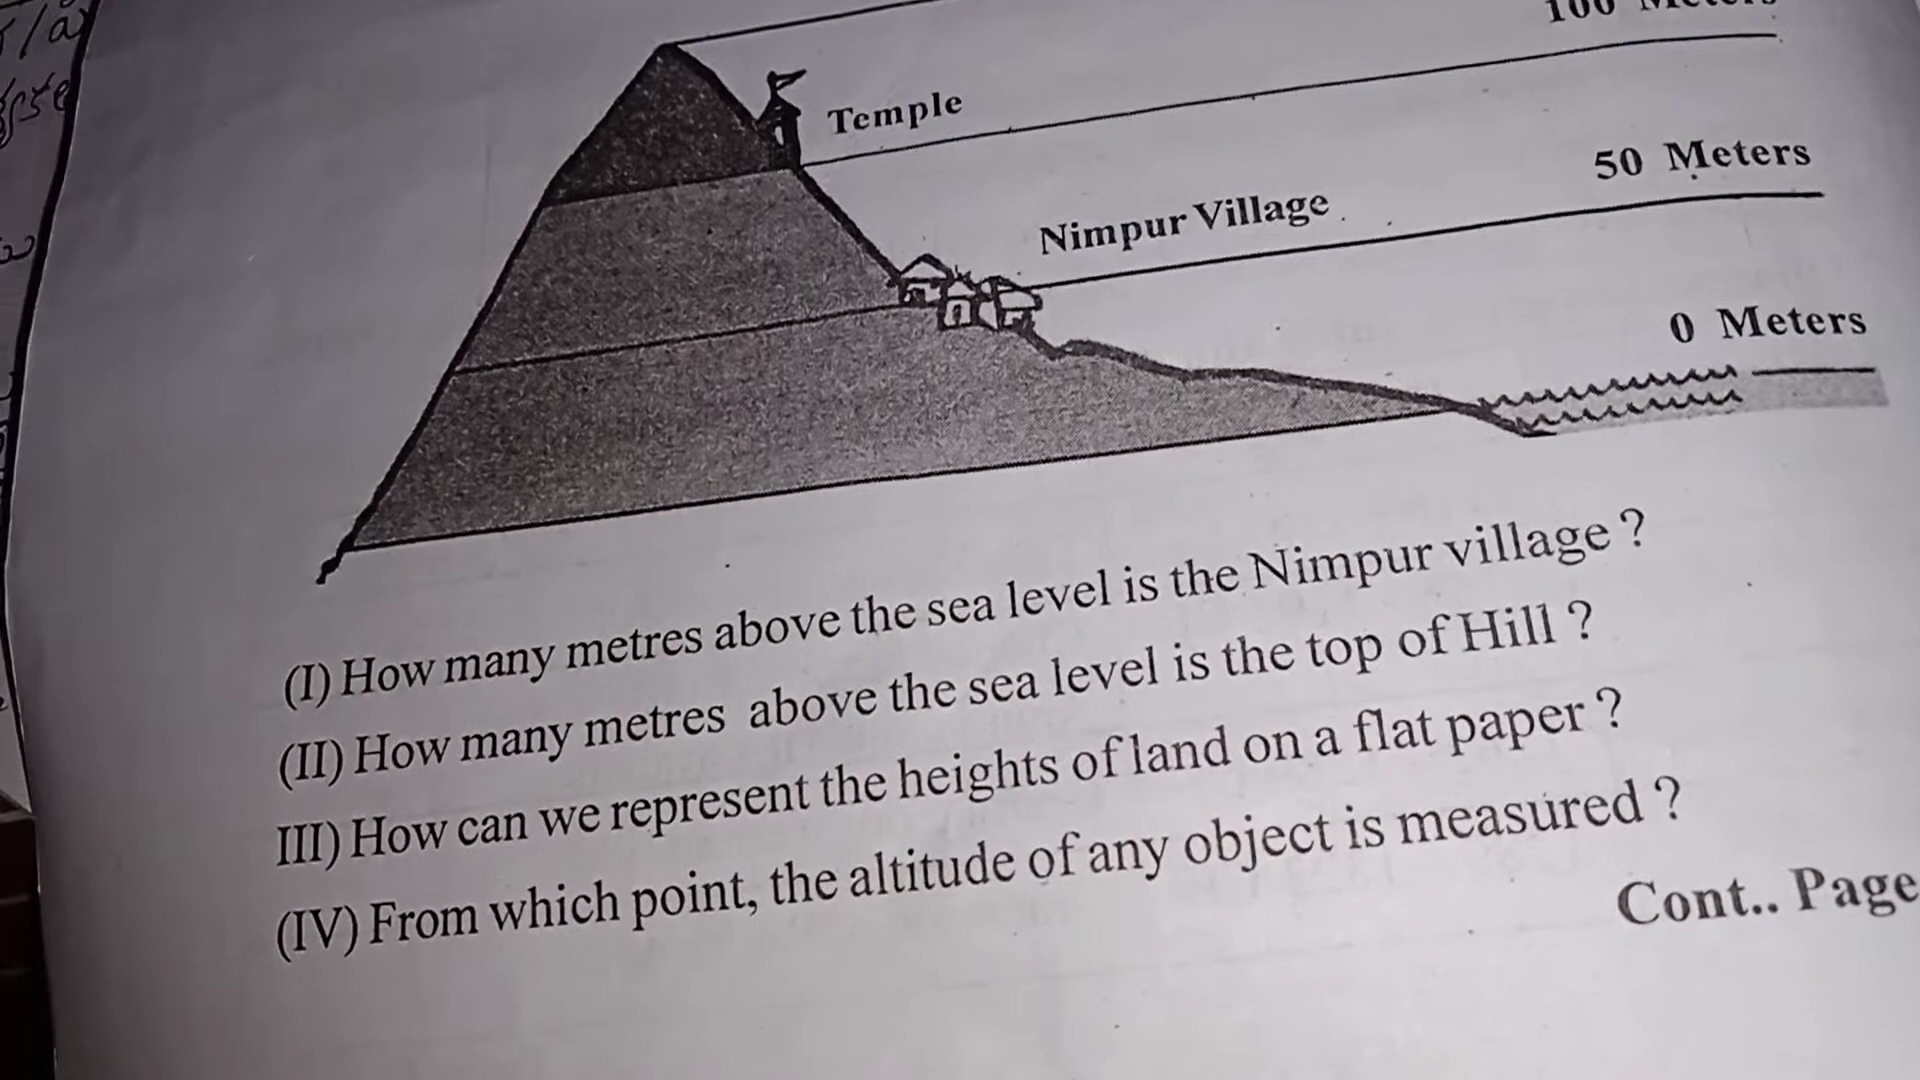 100 Meters
Temple
50 Meters
Nimpur Village
0 Meters
(I) How many metres above the sea level is the Nimpur village ?
(II) How many metres above the sea level is the top of Hill ?
III) How can we represent the heights of land on a flat paper ?
(IV) From which point, the altitude of any object is measured ?
Cont.. Page